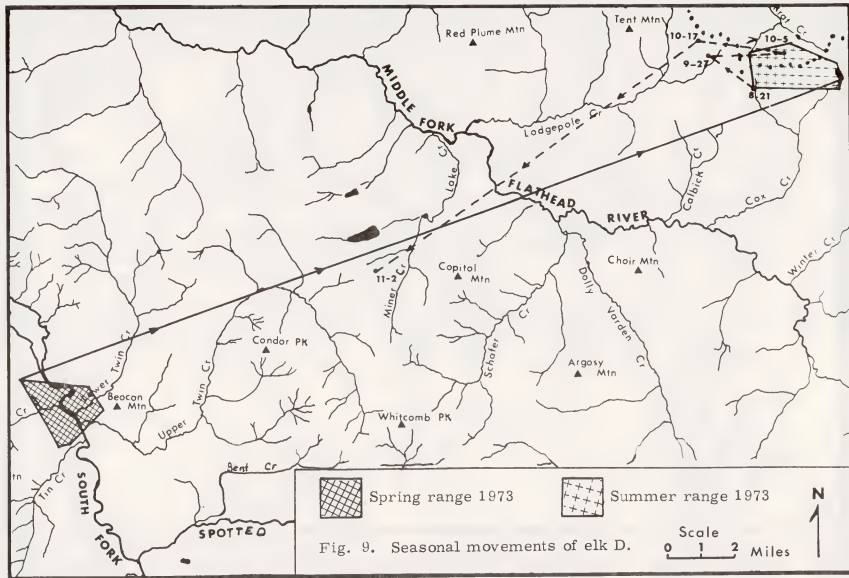 Red Plume Mtn
Tent Mtn
10-17
10-5
9-27
8-21
MIDDLE FORK
Lodgepole Cr
Lake Cr
FLATHEAD RIVER
Calbick Cr
Cox Cr
Winter Cr
11-2
Miner Cr
Capitol Mtn
Choir Mtn
Dolly Varden Cr
Schafer Cr
Argosy Mtn
Condor PK
Lower Twin Cr
Beacon Mtn
Cr
Upper Twin Cr
Whitcomb PK
Tin Cr
tn
Bent Cr
SOUTH FORK
SPOTTED
Spring range 1973
Summer range 1973
N
Fig. 9. Seasonal movements of elk D.
Scale
0 1 2 Miles